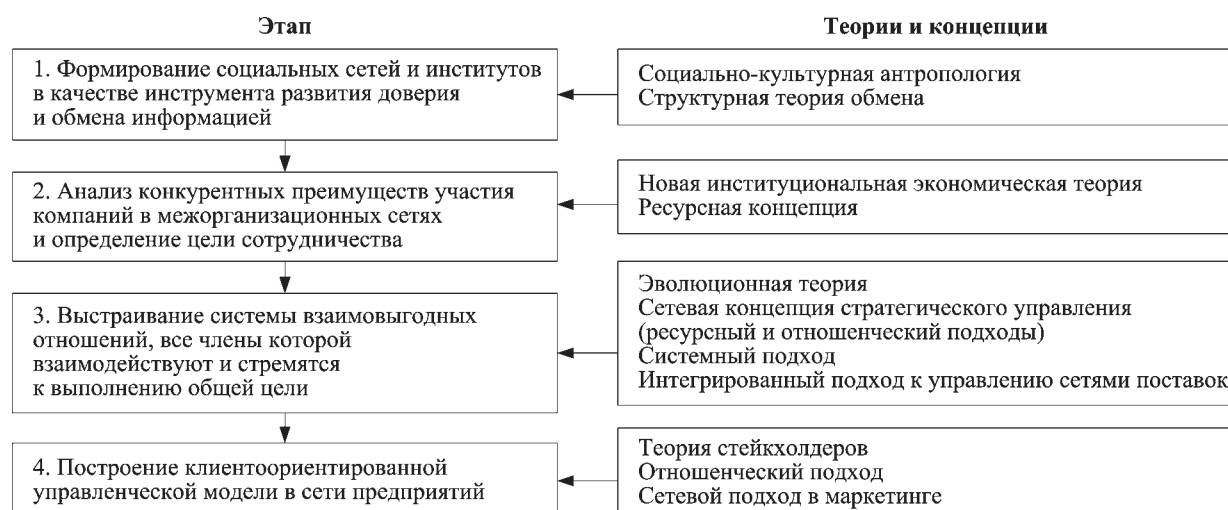 Этап
1. Формирование социальных сетей и институтов
в качестве инструмента развития доверия
и обмена информацией
2. Анализ конкурентных преимуществ участия
компаний в межорганизационных сетях
и определение цели сотрудничества
3. Выстраивание системы взаимовыгодных
отношений, все члены которой
взаимодействуют и стремятся
к выполнению общей цели
4. Построение клиентоориентированной
управленческой модели в сети предприятий
Теории и концепции
Социально-культурная антропология
Структурная теория обмена
Новая институциональная экономическая теория
Ресурсная концепция
Эволюционная теория
Сетевая концепция стратегического управления
(ресурсный и отношенческий подходы)
Системный подход
Интегрированный подход к управлению сетями поставок
Теория стейкхолдеров
Отношенческий подход
Сетевой подход в маркетинге